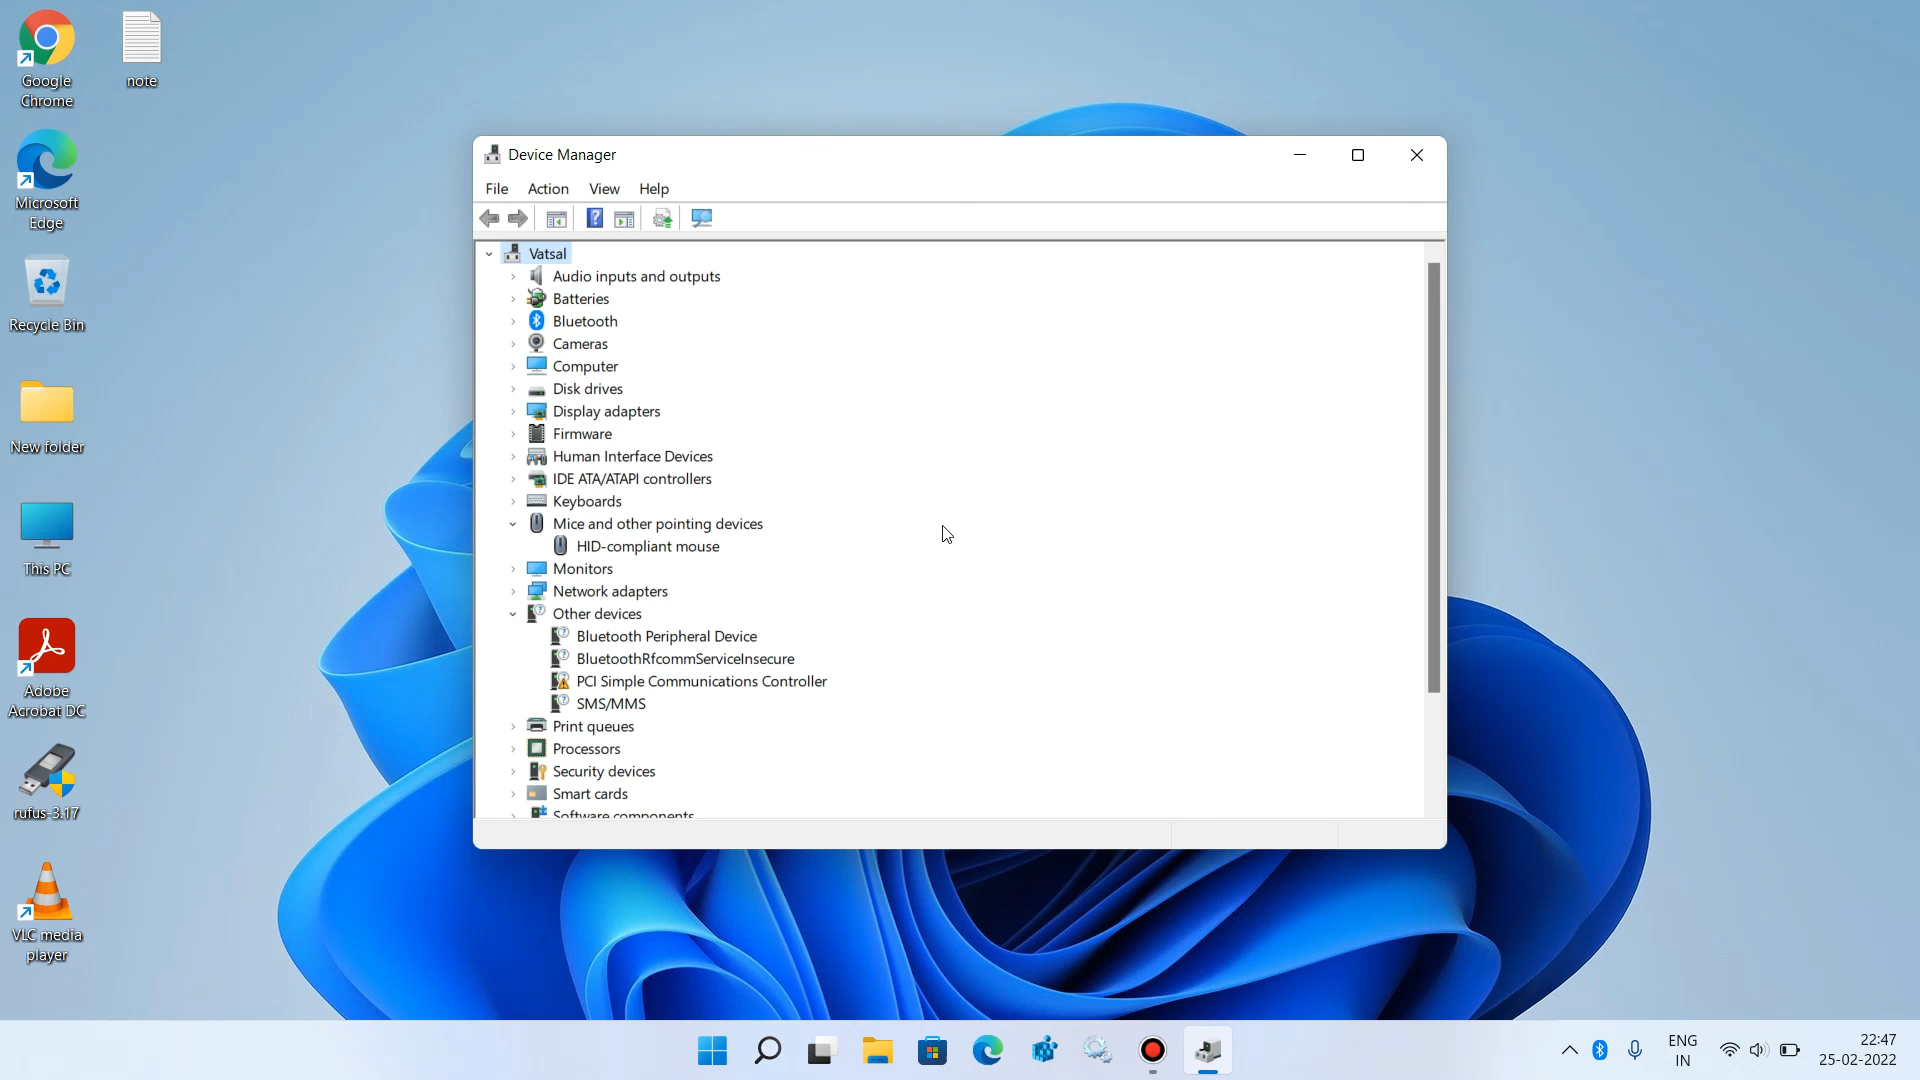 Google
Chrome
note
Microsoft
Edge
Recycle Bin
New folder
This PC
Adobe
Acrobat DC
rufus-3.17
VLC media
player
Device Manager
File Action View Help
Vatsal
Audio inputs and outputs
Batteries
Bluetooth
Cameras
Computer
Disk drives
Display adapters
Firmware
Human Interface Devices
IDE ATA/ATAPI controllers
Keyboards
Mice and other pointing devices
HID-compliant mouse
Monitors
Network adapters
Other devices
Bluetooth Peripheral Device
BluetoothRfcommServiceInsecure
PCI Simple Communications Controller
SMS/MMS
Print queues
Processors
Security devices
Smart cards
Software components
ENG
IN
22:47
25-02-2022